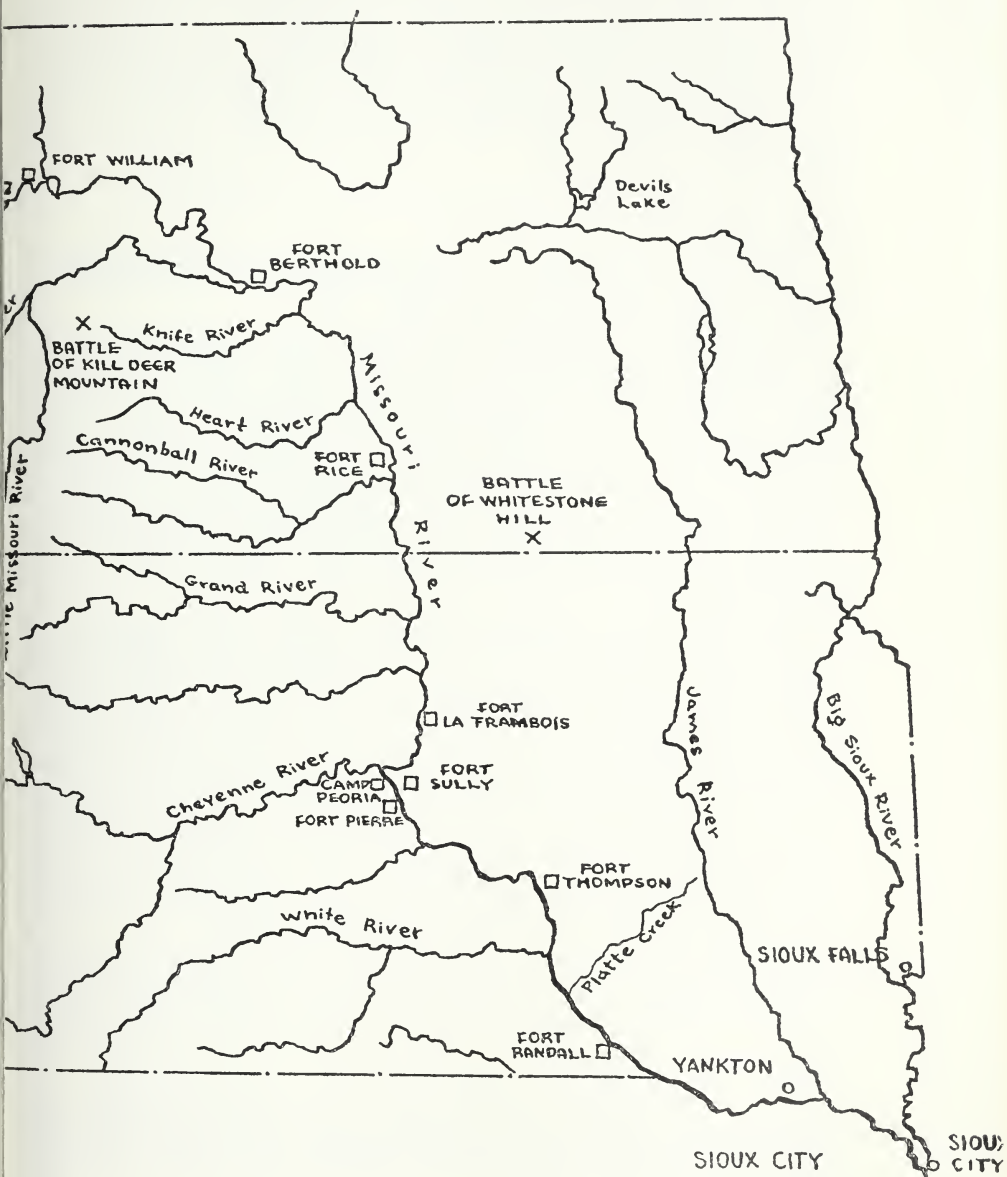 FORT WILLIAM
Devils
Lake
FORT
BERTHOLD
Knife River
BATTLE
OF KILL DEER
MOUNTAIN
Missouri River
Heart River
Cannonball River
FORT
RICE
BATTLE
OF WHITESTONE
HILL
Missouri River
Grand River
FORT
LA FRAMBOIS
James River
Big Sioux River
Cheyenne River
CAMP
PEORIA
FORT
SULLY
FORT PIERRE
FORT
THOMPSON
White River
Platte Creek
SIOUX FALLS
FORT
RANDALL
YANKTON
SIOUX CITY
SIOUX
CITY